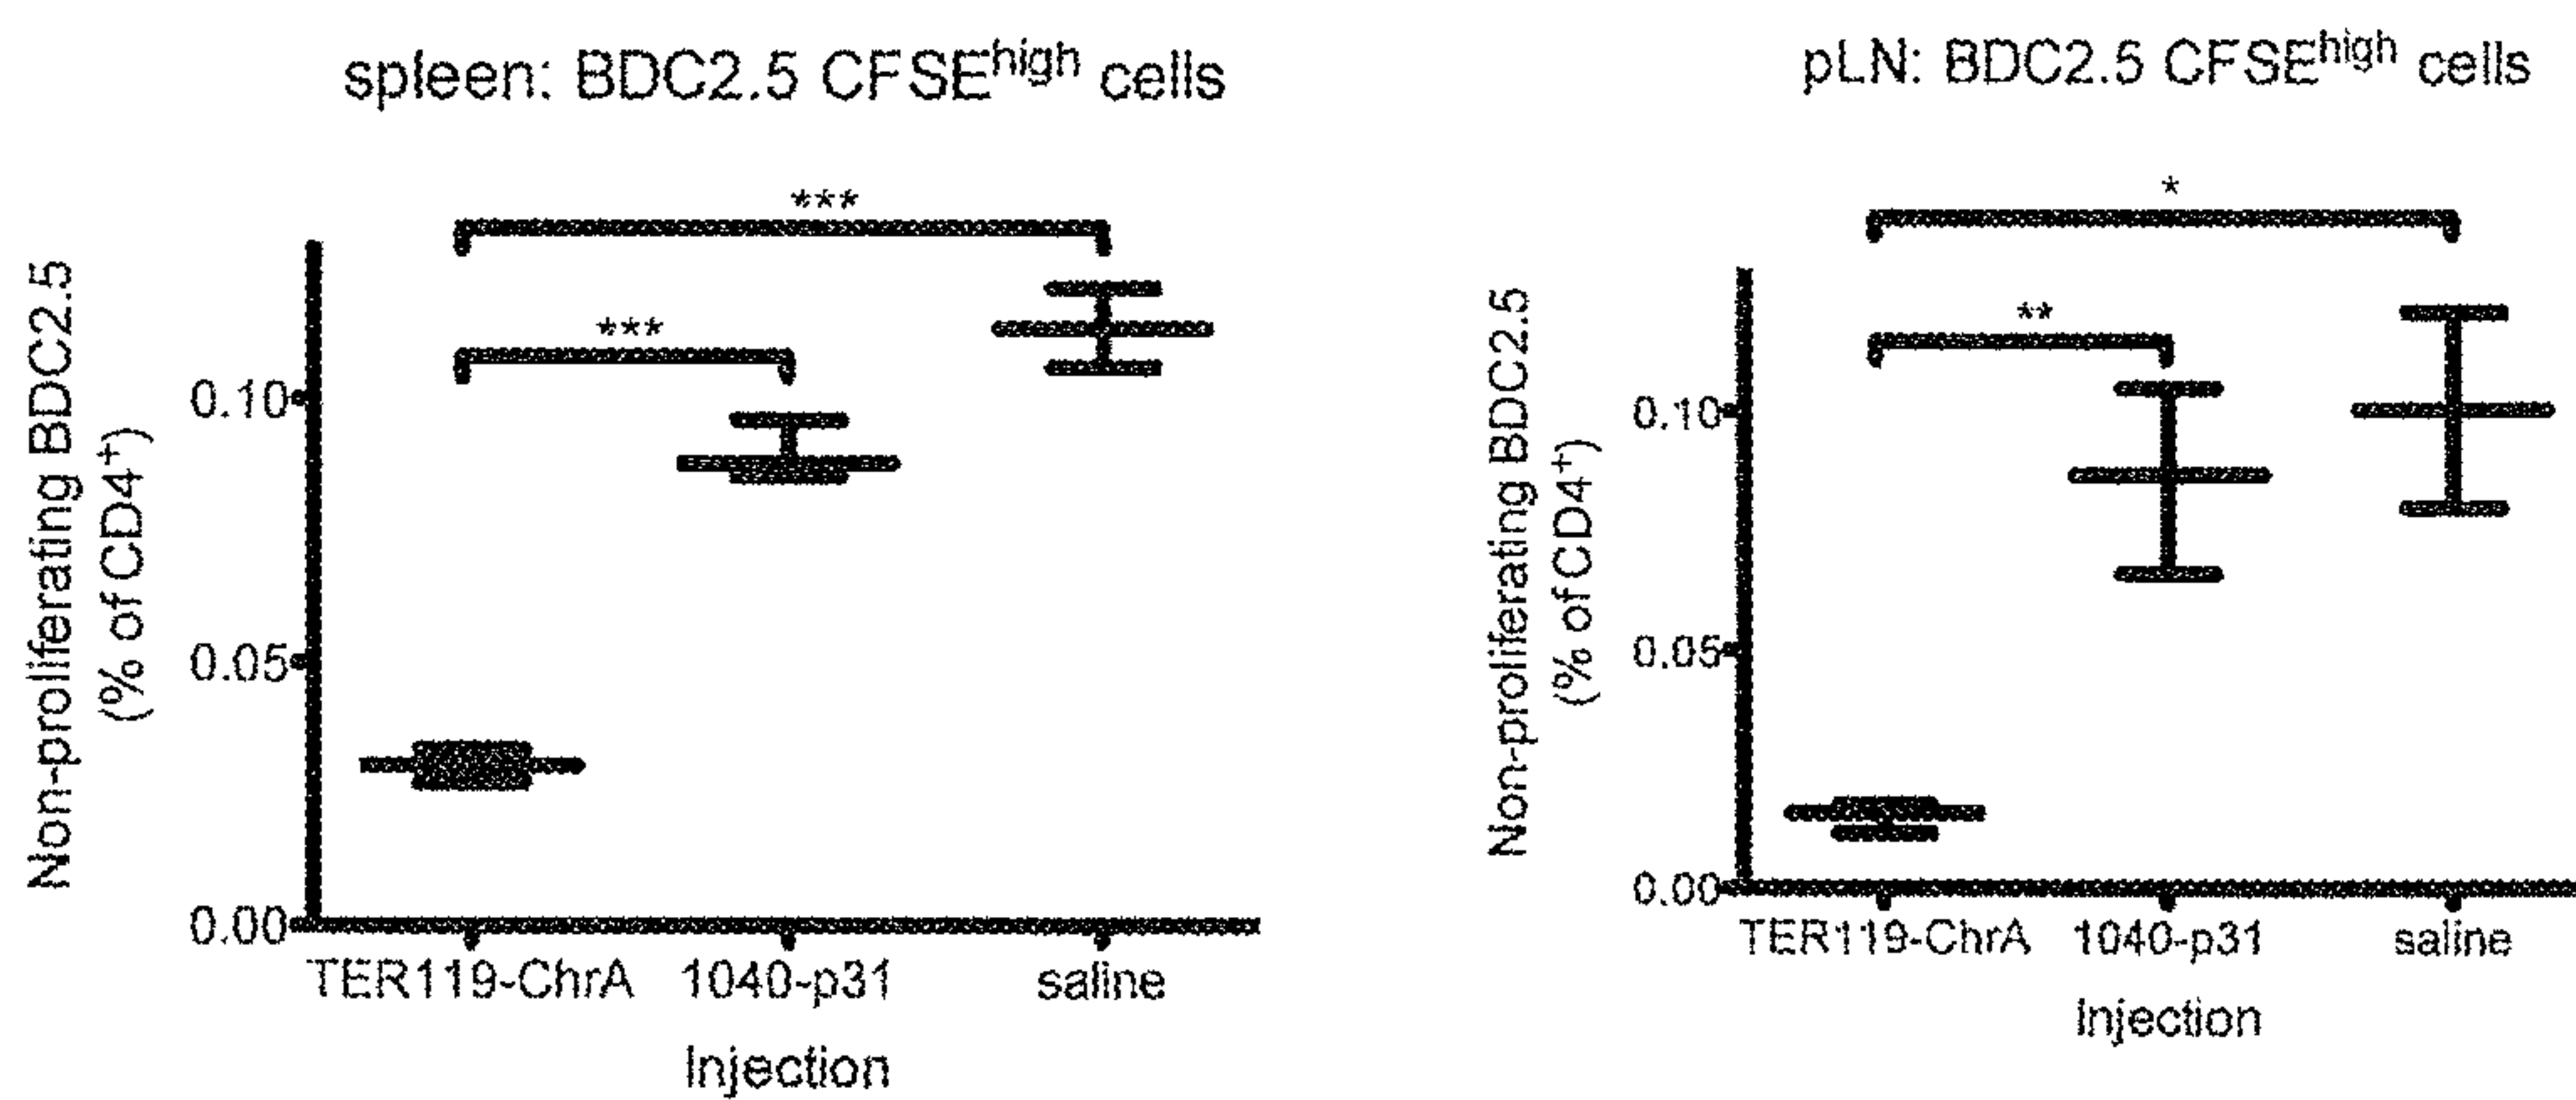 spleen: BDC2.5 CFSEhigh cells
***
***
Non-proliferating BDC2.5
(% of CD4+)
0.10
0.05
0.00
TER119-ChrA 1040-p31 saline
Injection
pLN: BDC2.5 CFSEhigh cells
*
**
Non-proliferating BDC2.5
(% of CD4+)
0.10
0.05
0.00
TER119-ChrA 1040-p31 saline
Injection